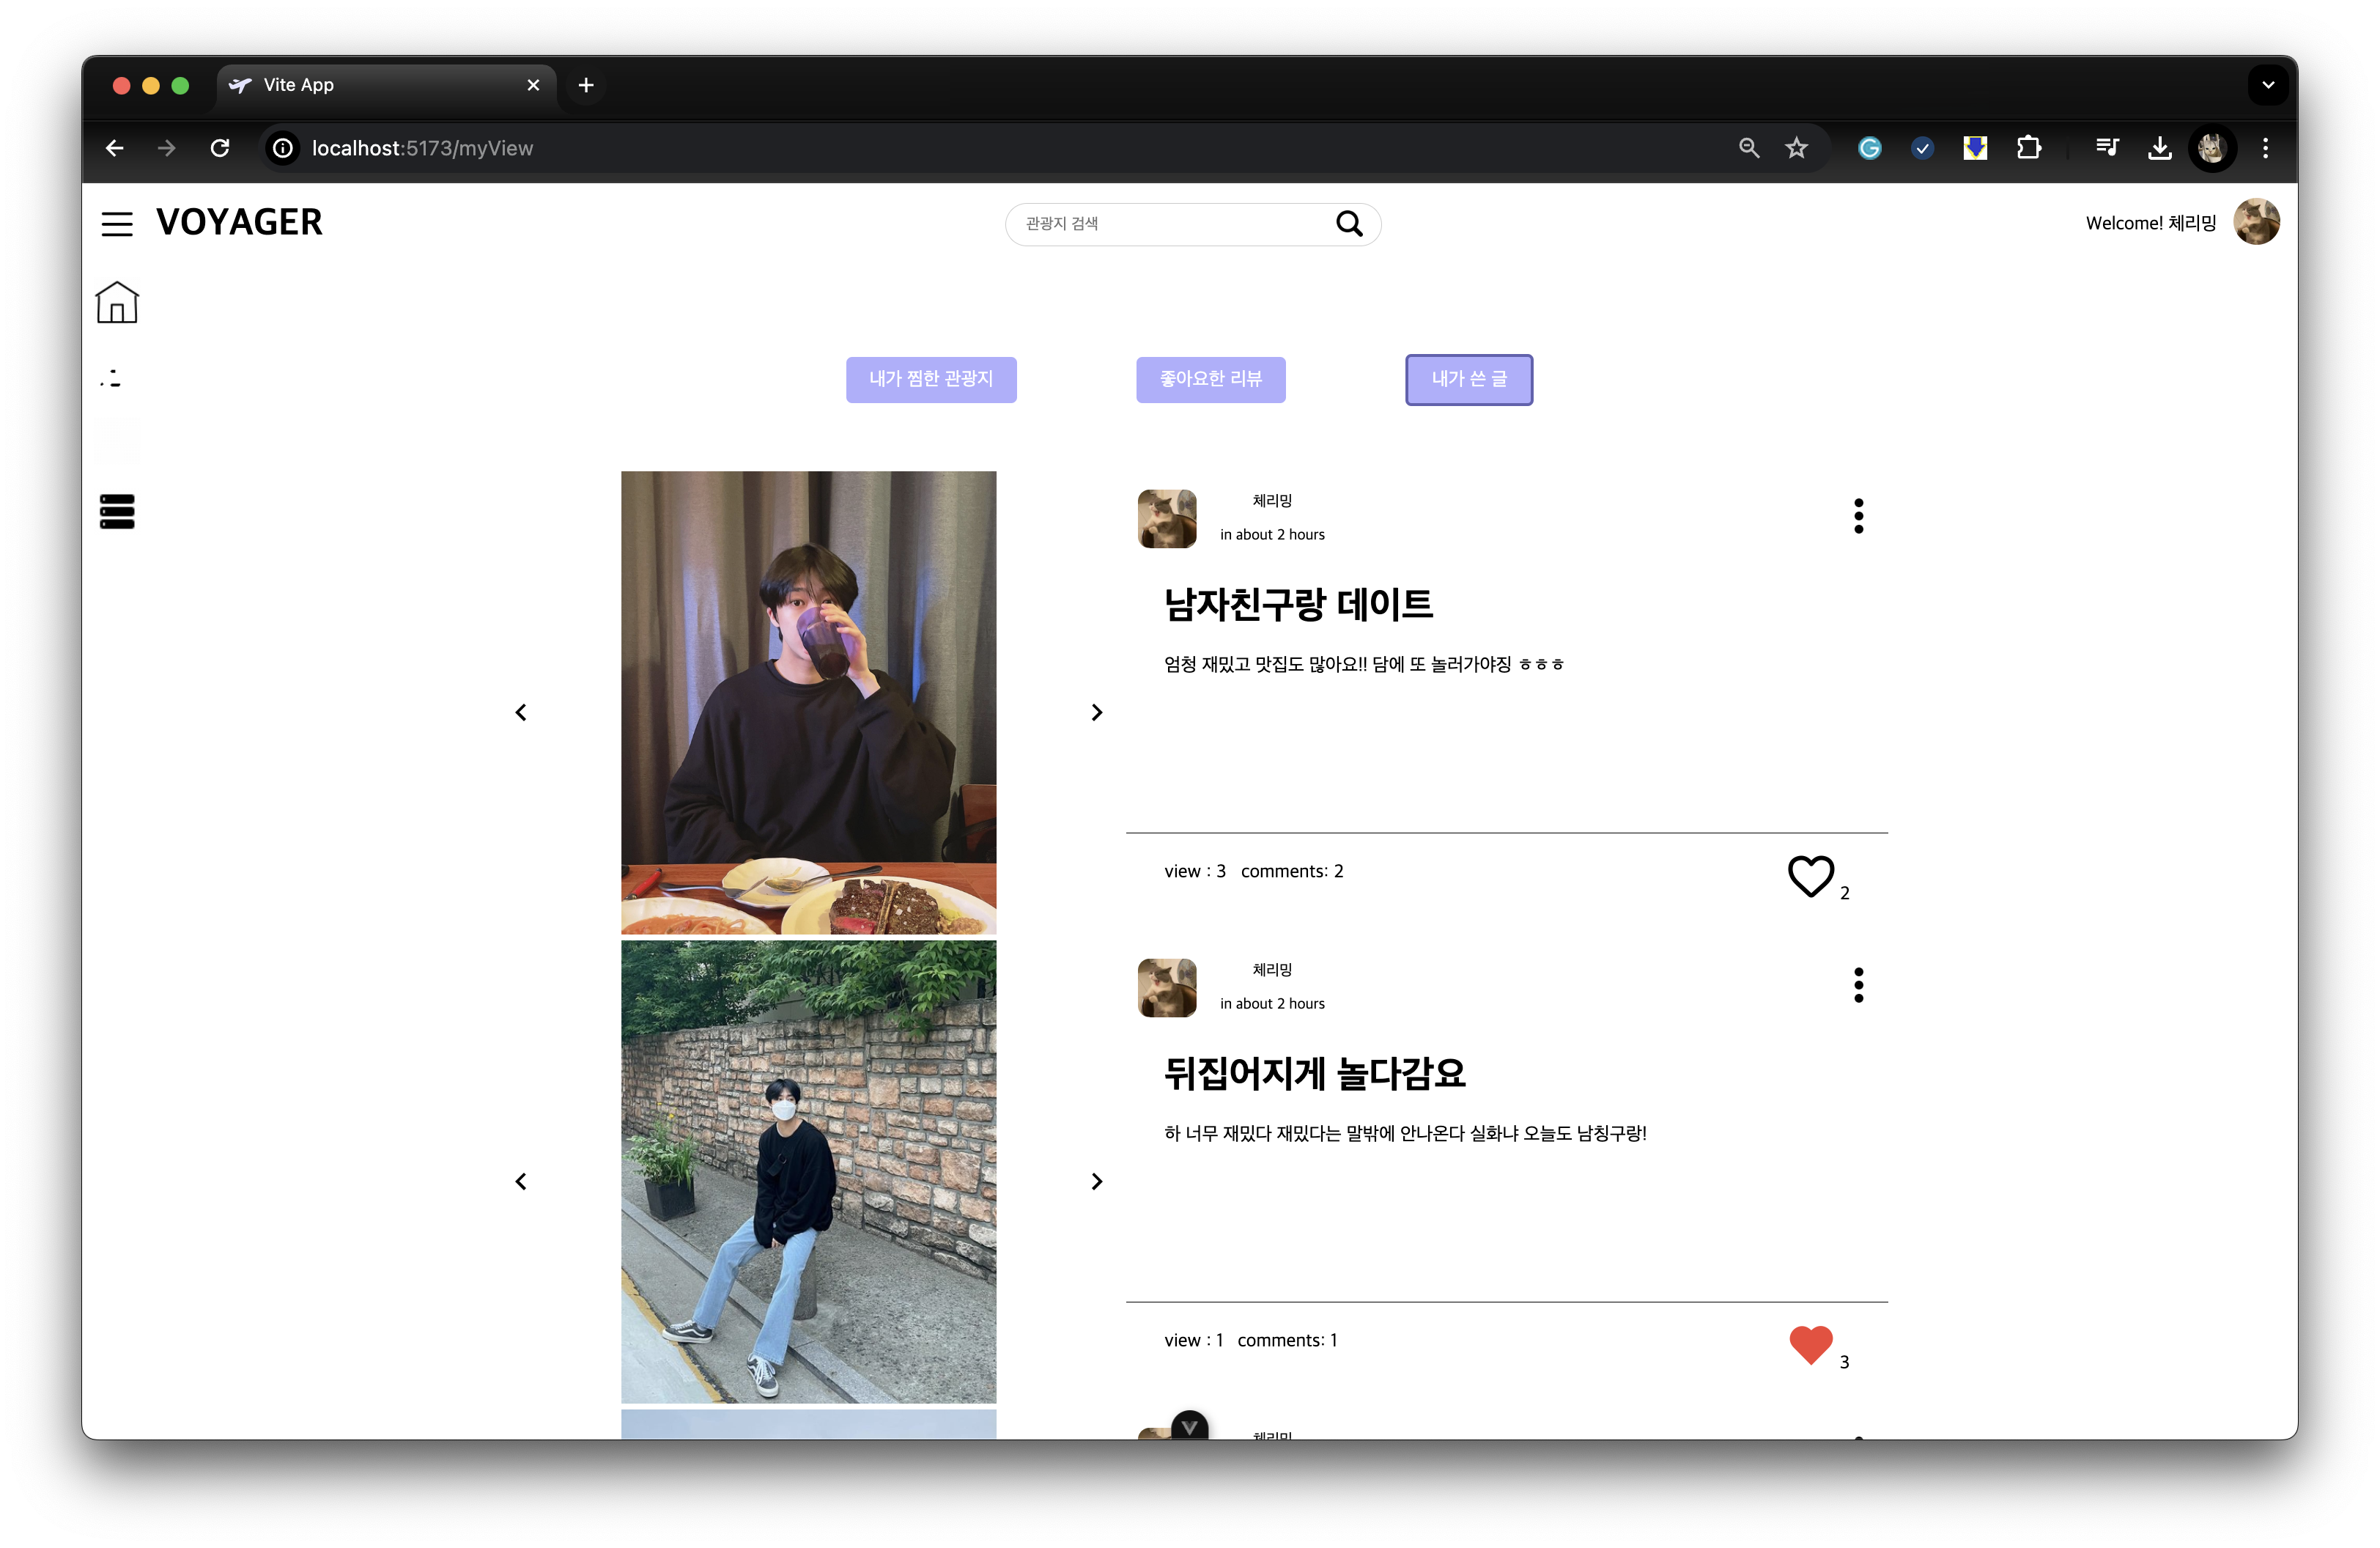 Vite App
localhost:5173/myView
VOYAGER
관광지 검색
Welcome! 체리밍
내가 찜한 관광지
좋아요한 리뷰
내가 쓴 글
체리밍
in about 2 hours
남자친구랑 데이트
엄청 재밌고 맛집도 많아요!! 담에 또 놀러가야징 ㅎㅎㅎ
view : 3 comments: 2
2
체리밍
in about 2 hours
뒤집어지게 놀다감요
하 너무 재밌다 재밌다는 말밖에 안나온다 실화냐 오늘도 남칭구랑!
view : 1 comments: 1
3
체리밍